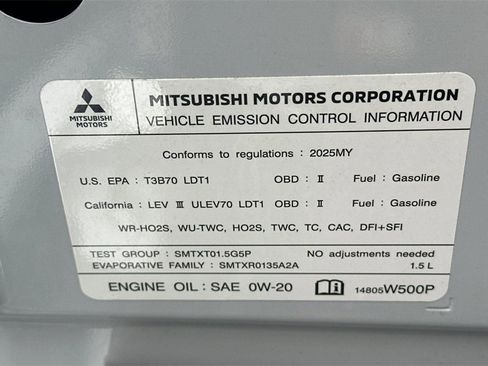 MITSUBISHI MOTORS CORPORATION
MITSUBISHI
MOTORS
VEHICLE EMISSION CONTROL INFORMATION
Conforms to regulations : 2025MY
U.S. EPA : T3B70 LDT1 OBD : Ⅱ Fuel : Gasoline
California : LEV Ⅲ ULEV70 LDT1 OBD : Ⅱ Fuel : Gasoline
WR-HO2S, WU-TWC, HO2S, TWC, TC, CAC, DFI+SFI
TEST GROUP : SMTXT01.5G5P NO adjustments needed
EVAPORATIVE FAMILY : SMTXR0135A2A 1.5 L
ENGINE OIL : SAE 0W-20 14805W500P